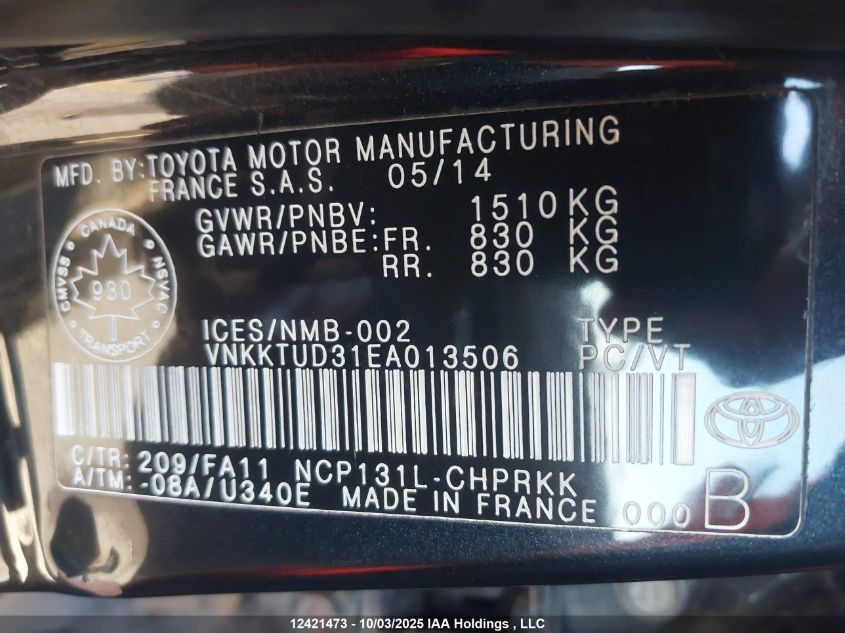 MFD. BY: TOYOTA MOTOR MANUFACTURING
FRANCE S.A.S. 05/14
GVWR/PNBV: 1510 KG
GAWR/PNBE: FR. 830 KG
RR. 830 KG
CANADA
CMVSS 930 NSVAC
TRANSPORT
ICES/NMB-002 TYPE
VNKKTUD31EA013506 PC/VT
C/TR: 209/FA11 NCP131L-CHPRKK
A/TM: -08A/U340E MADE IN FRANCE 000 B
12421473 - 10/03/2025 IAA Holdings , LLC